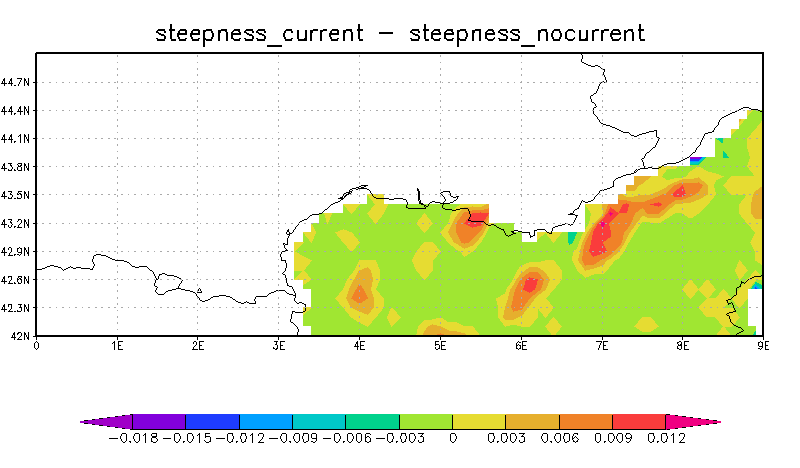 steepness_current − steepness_nocurrent
44.7N
44.4N
44.1N
43.8N
43.5N
43.2N
42.9N
42.6N
42.3N
42N
0 1E 2E 3E 4E 5E 6E 7E 8E 9E
−0.018 −0.015 −0.012 −0.009 −0.006 −0.003 0 0.003 0.006 0.009 0.012